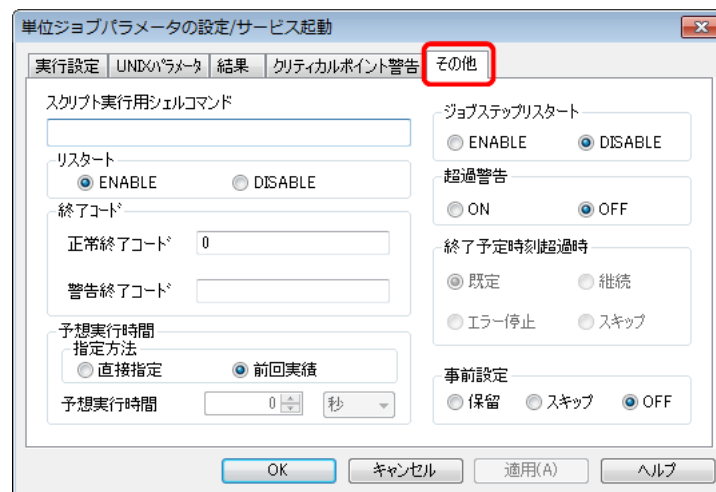 単位ジョブパラメータの設定/サービス起動
実行設定 UNIXパラメータ 結果 クリティカルポイント警告 その他
スクリプト実行用シェルコマンド
リスタート
ENABLE DISABLE
終了コード
正常終了コード 0
警告終了コード
予想実行時間
指定方法
直接指定 前回実績
予想実行時間 0 秒
ジョブステップリスタート
ENABLE DISABLE
超過警告
ON OFF
終了予定時刻超過時
既定 継続
エラー停止 スキップ
事前設定
保留 スキップ OFF
OK キャンセル 適用(A) ヘルプ